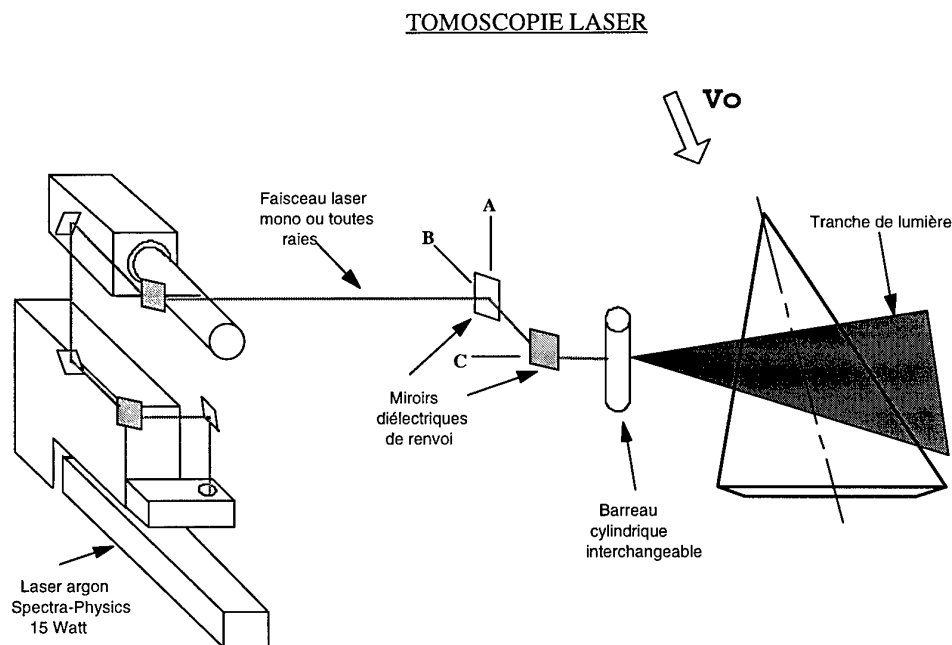 TOMOSCOPIE LASER
Vo
Faisceau laser
mono ou toutes
raies
A
B
Tranche de lumière
C
Miroirs
diélectriques
de renvoi
Barreau
cylindrique
interchangeable
Laser argon
Spectra-Physics
15 Watt